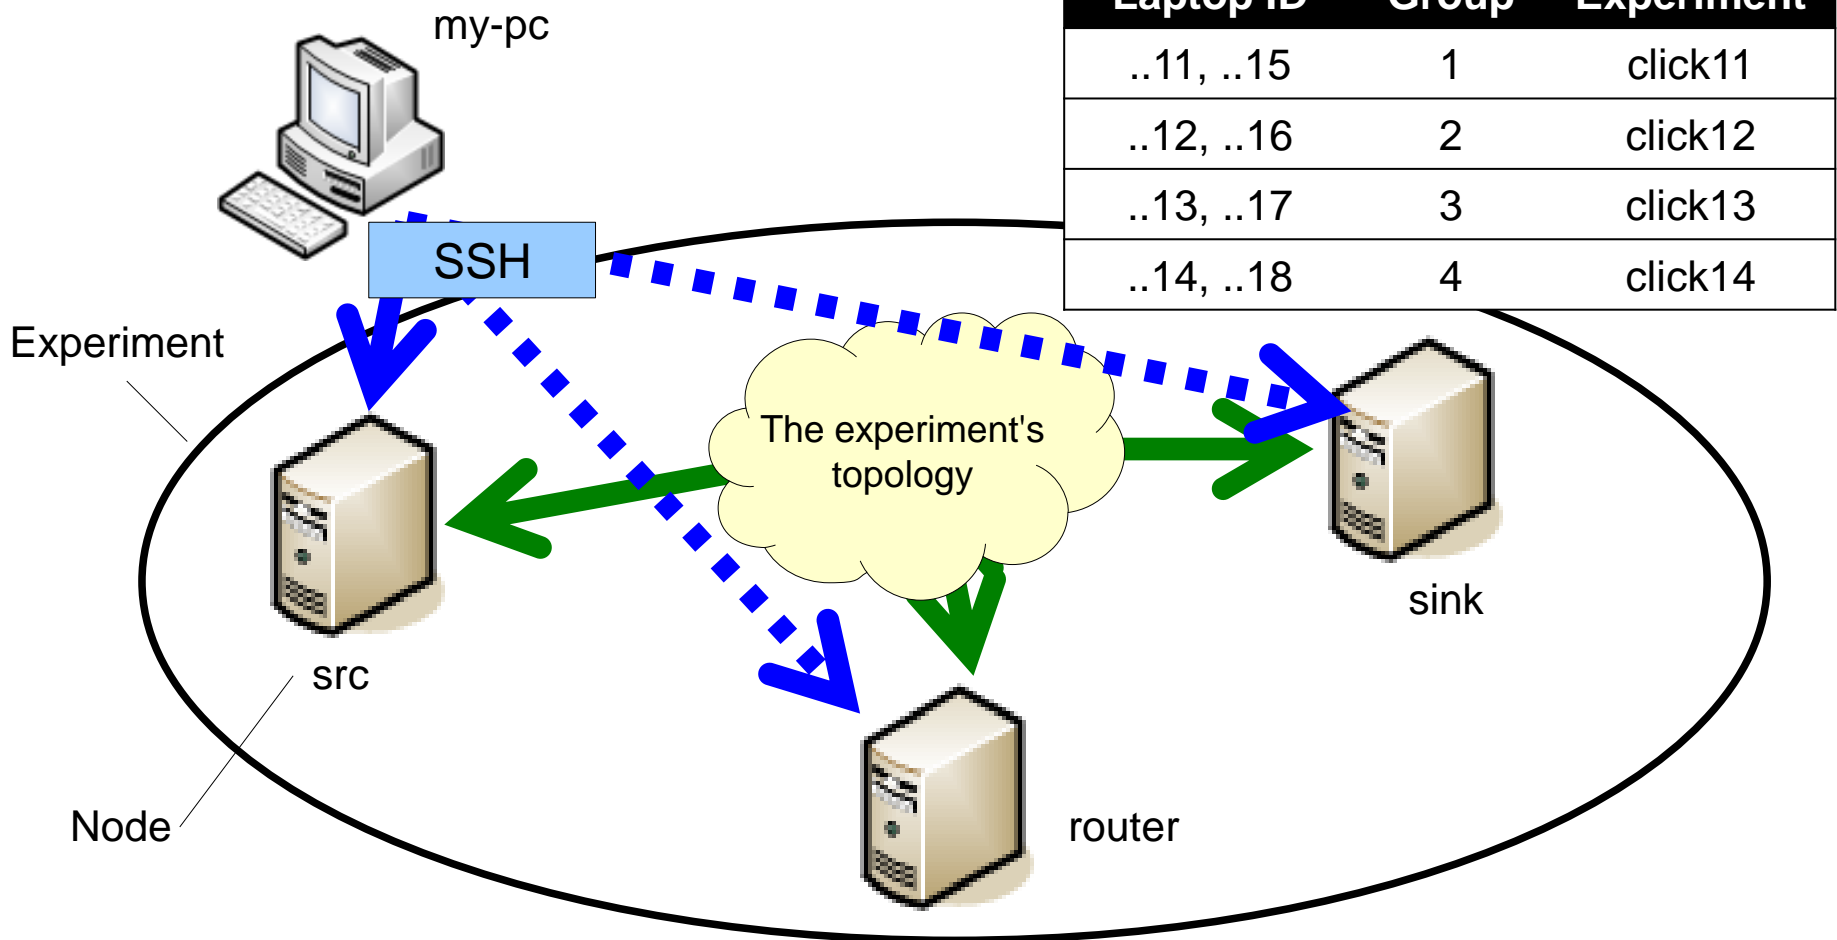 my-pc
Laptop ID Group Experiment
..11, ..15 1 click11
..12, ..16 2 click12
..13, ..17 3 click13
..14, ..18 4 click14
SSH
Experiment
The experiment's
topology
sink
src
Node
router